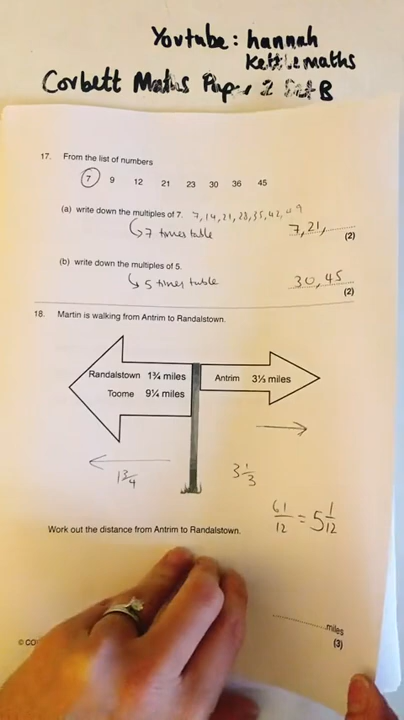 Youtube: hannah
kettlemaths
Corbett Maths Paper 2 Set B
17. From the list of numbers
7 9 12 21 23 30 36 45
(a) write down the multiples of 7. 7, 14, 21, 28, 35, 42, 49
7 times table 7, 21,
(2)
(b) write down the multiples of 5.
5 times table 30, 45
(2)
18. Martin is walking from Antrim to Randalstown.
Randalstown 1¾ miles Antrim 3⅓ miles
Toome 9¼ miles
1¾ 3 1/3
61/12 = 5 1/12
Work out the distance from Antrim to Randalstown.
miles
(3)